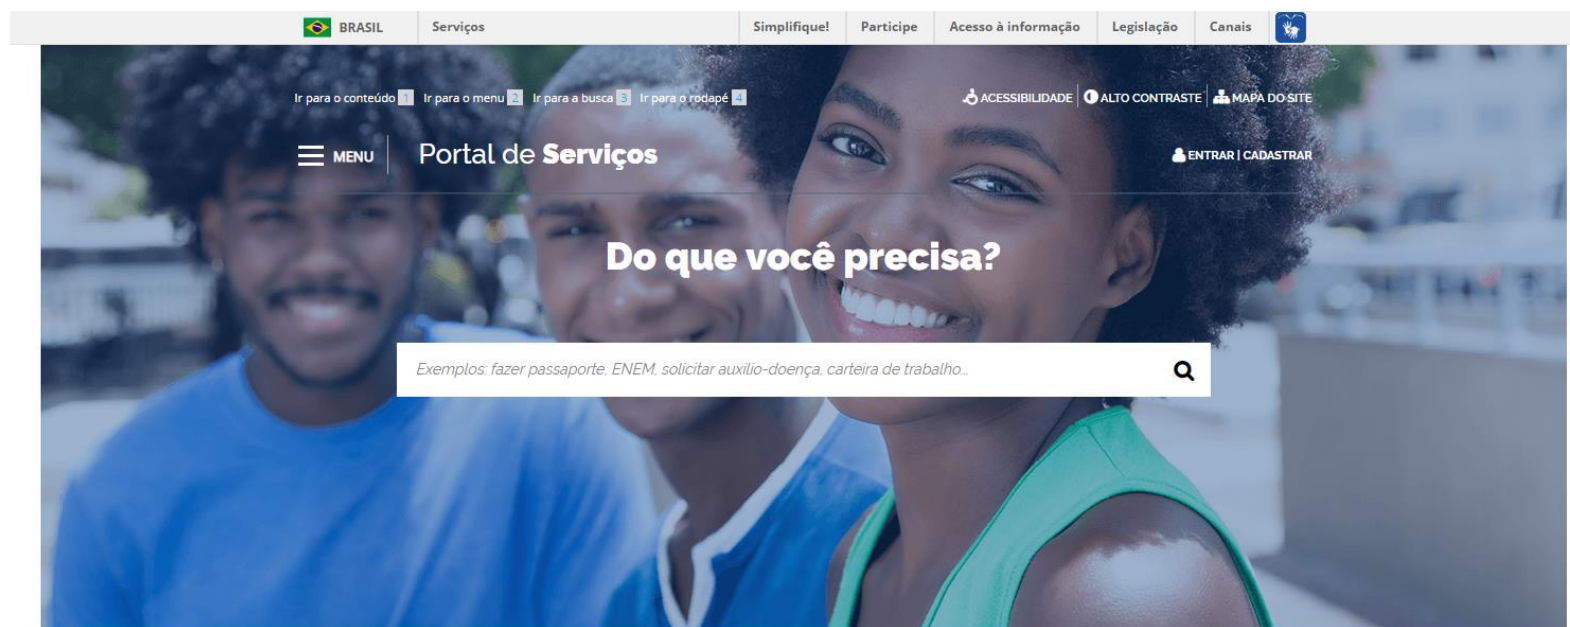 BRASIL Serviços Simplifique! Participe Acesso à informação Legislação Canais
Ir para o conteúdo 1 Ir para o menu 2 Ir para a busca 3 Ir para o rodapé 4 ACESSIBILIDADE ALTO CONTRASTE MAPA DO SITE
MENU Portal de Serviços ENTRAR | CADASTRAR
Do que você precisa?
Exemplos: fazer passaporte, ENEM, solicitar auxílio-doença, carteira de trabalho...